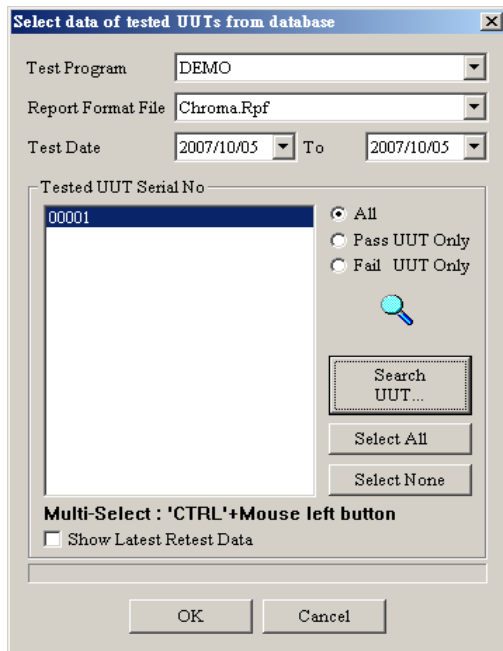 Select data of tested UUTs from database
Test Program DEMO
Report Format File Chroma.Rpf
Test Date 2007/10/05 To 2007/10/05
Tested UUT Serial No
00001
All
Pass UUT Only
Fail UUT Only
Search
UUT...
Select All
Select None
Multi-Select : 'CTRL'+Mouse left button
Show Latest Retest Data
OK Cancel